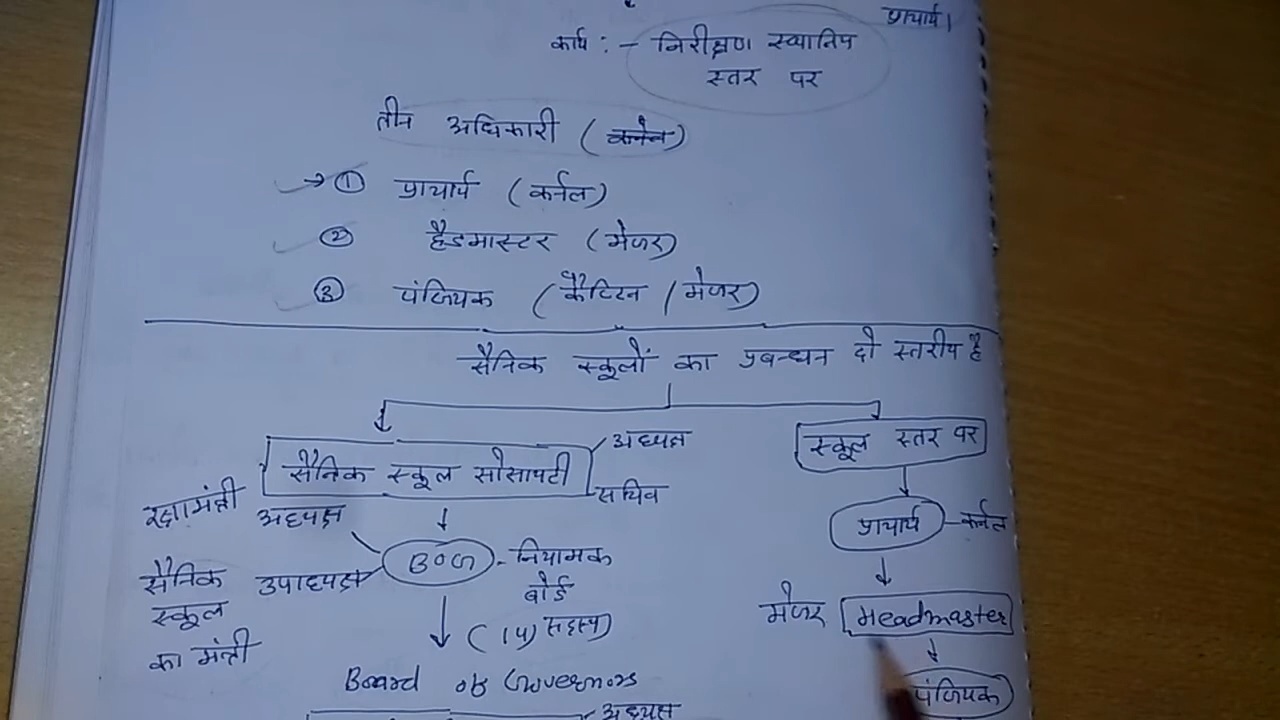 प्राचार्य।
कार्य :- निरीक्षण स्थानिय
स्तर पर
तीन अधिकारी (कर्नल)
→ ① प्राचार्य (कर्नल)
② हैडमास्टर (मेजर)
③ पंजियक (कैप्टिन / मेजर)
सैनिक स्कूलों का प्रबन्धन दो स्तरीय है
सैनिक स्कूल सोसायटी
अध्यक्ष
सचिव
रक्षामंत्री अध्यक्ष
सैनिक स्कूल का मंत्री
उपाध्यक्ष
BOG - नियामक
बोर्ड
(14) सदस्य
Board of Governors
अध्यक्ष
स्कूल स्तर पर
प्राचार्य - कर्नल
मेजर Headmaster
पंजियक